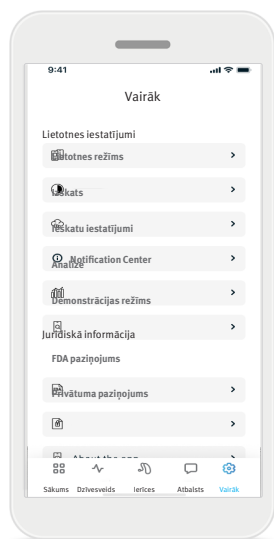 9:41
Vairāk
Lietotnes iestatījumi
Lietotnes režīms
Ieskats
Ieskatu iestatījumi
Notification Center
Analīze
Demonstrācijas režīms
Juridiskā informācija
FDA paziņojums
Privātuma paziņojums
About the app
Sākums Dzīvesveids Ierīces Atbalsts Vairāk